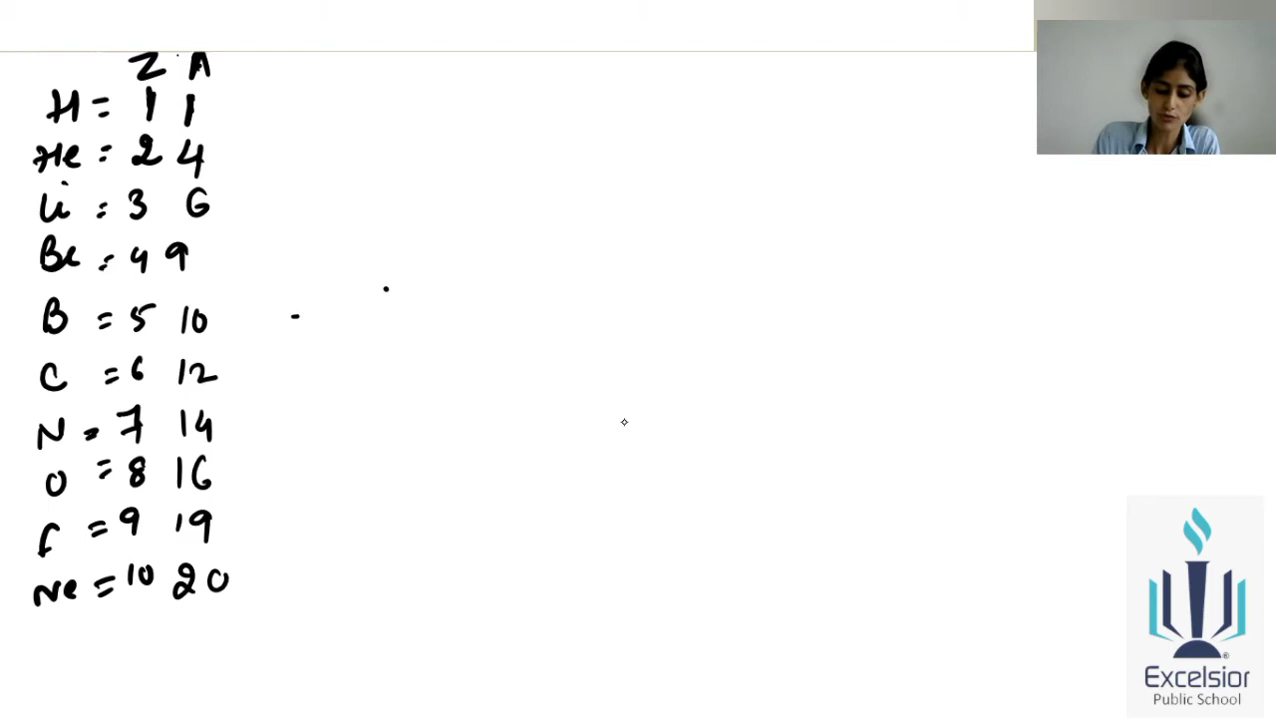 Z A
H = 1 1
He = 2 4
Li = 3 6
Be = 4 9
B = 5 10
C = 6 12
N = 7 14
O = 8 16
F = 9 19
Ne = 10 20
Excelsior
Public School